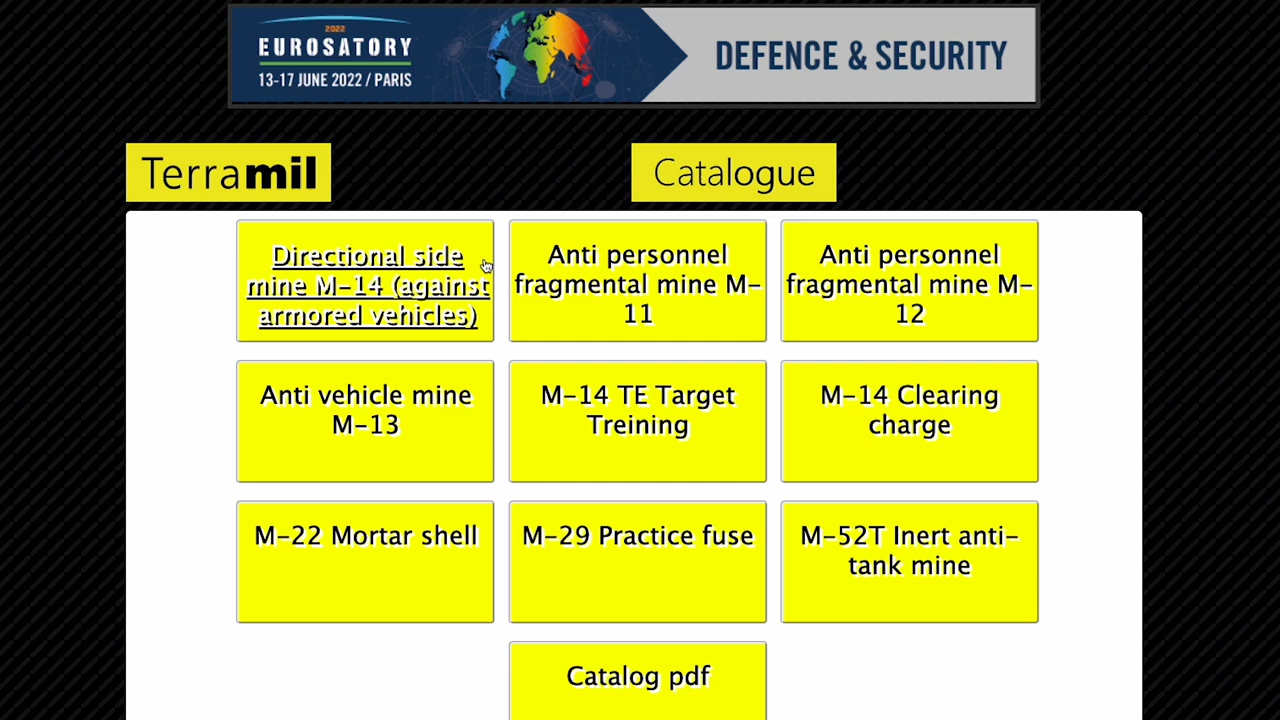 2022
EUROSATORY
13-17 JUNE 2022 / PARIS
DEFENCE & SECURITY
Terramil
Catalogue
Directional side
mine M-14 (against
armored vehicles)
Anti personnel
fragmental mine M-
11
Anti personnel
fragmental mine M-
12
Anti vehicle mine
M-13
M-14 TE Target
Treining
M-14 Clearing
charge
M-22 Mortar shell
M-29 Practice fuse
M-52T Inert anti-
tank mine
Catalog pdf